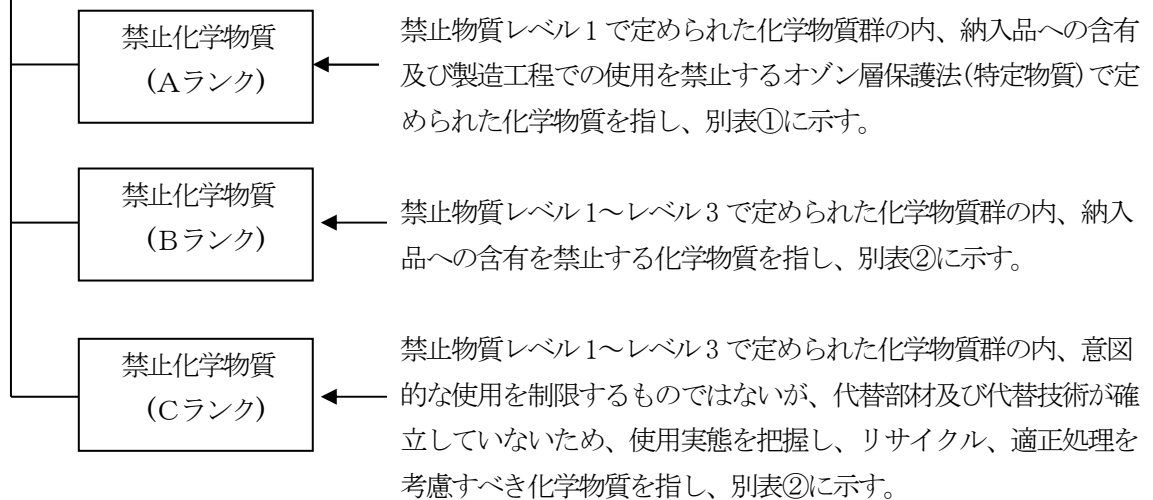 禁止化学物質
(Aランク)
禁止物質レベル1で定められた化学物質群の内、納入品への含有
及び製造工程での使用を禁止するオゾン層保護法(特定物質)で定
められた化学物質を指し、別表①に示す。
禁止化学物質
(Bランク)
禁止物質レベル1~レベル3で定められた化学物質群の内、納入
品への含有を禁止する化学物質を指し、別表②に示す。
禁止化学物質
(Cランク)
禁止物質レベル1~レベル3で定められた化学物質群の内、意図
的な使用を制限するものではないが、代替部材及び代替技術が確
立していないため、使用実態を把握し、リサイクル、適正処理を
考慮すべき化学物質を指し、別表②に示す。